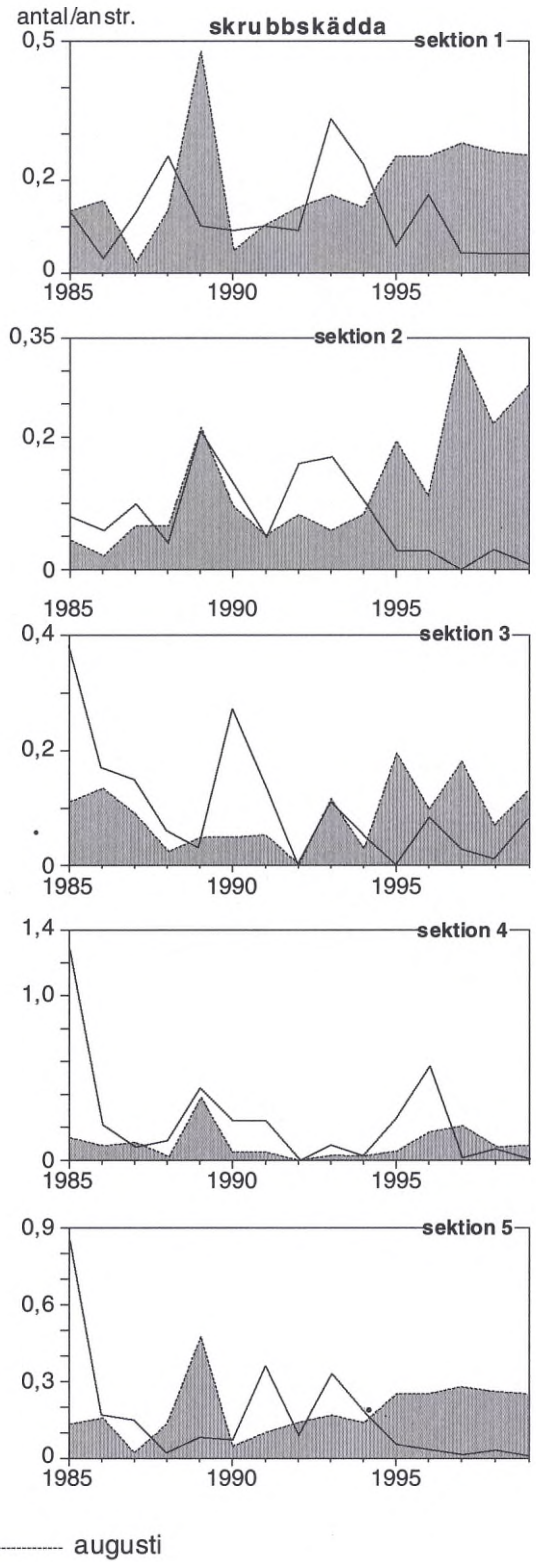 antal/anstr.
skrubbskädda
sektion 1
0,5
0,2
0
1985 1990 1995
sektion 2
0,35
0,2
0
1985 1990 1995
sektion 3
0,4
0,2
0
1985 1990 1995
sektion 4
1,4
1,0
0
1985 1990 1995
sektion 5
0,9
0,6
0,3
0
1985 1990 1995
augusti